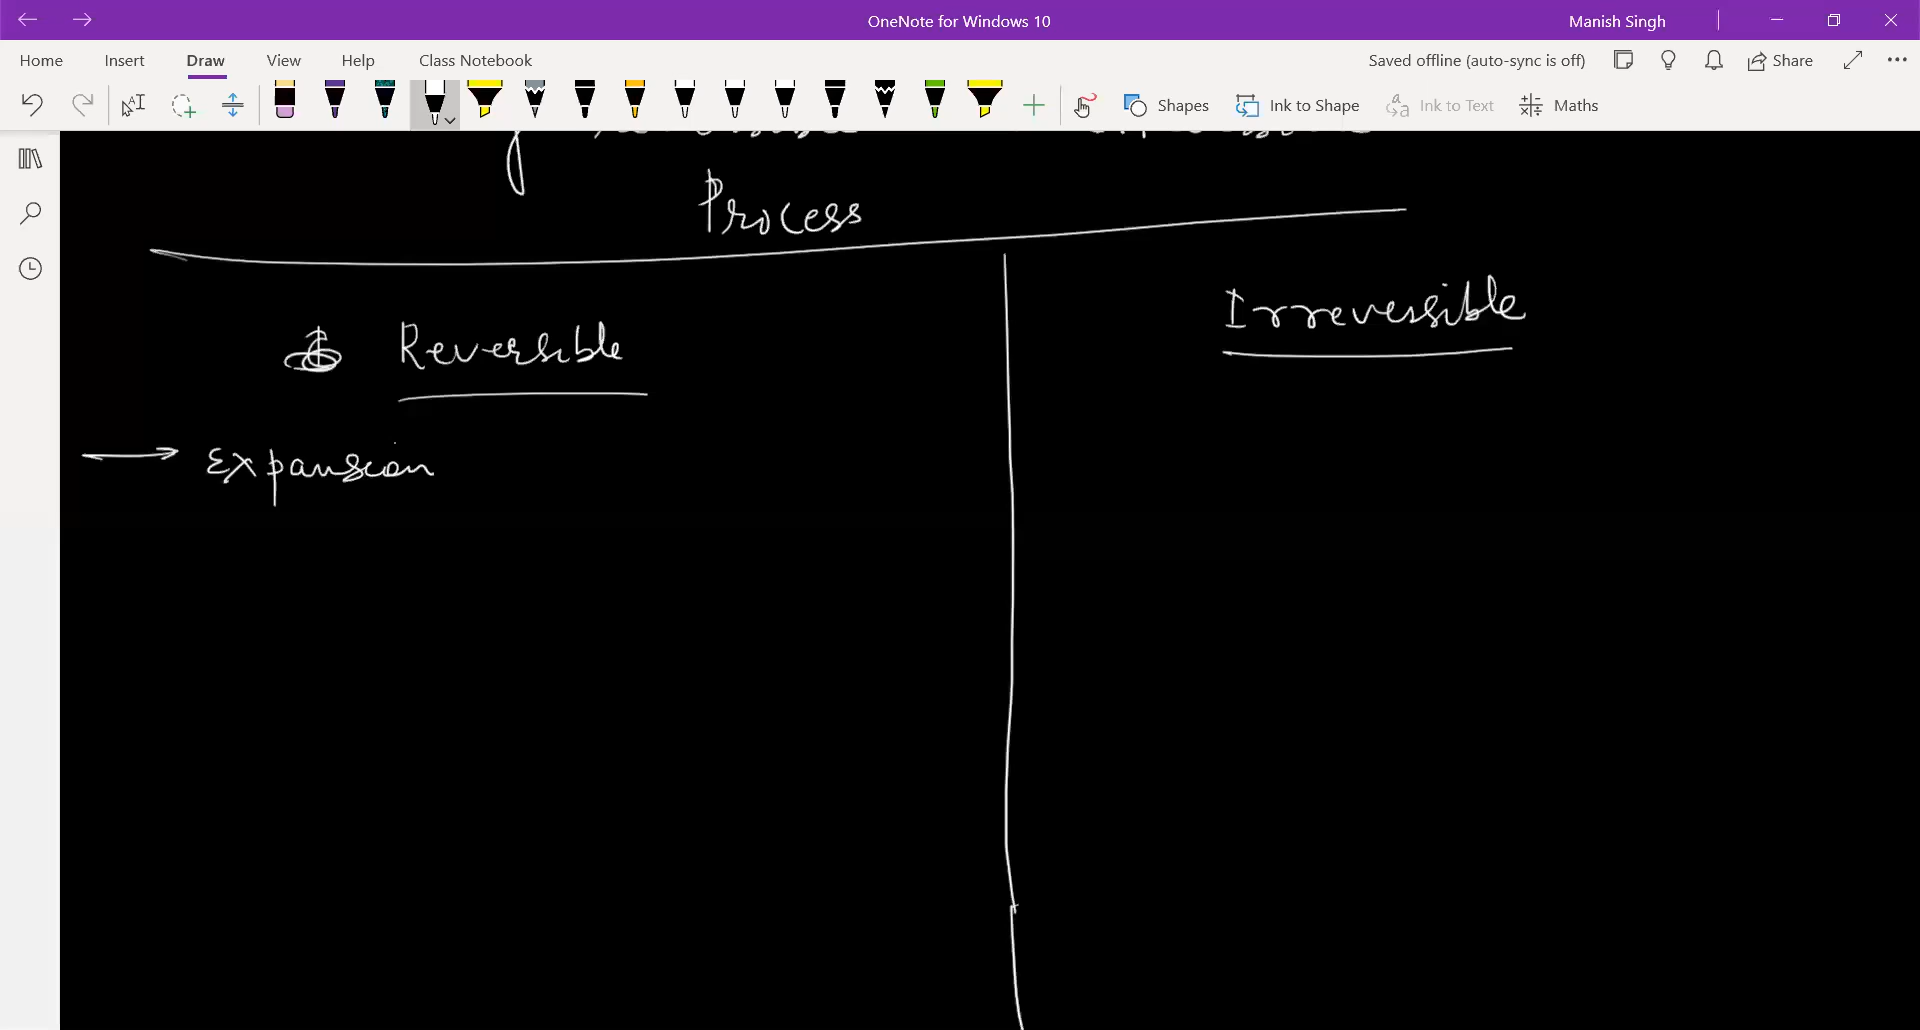 OneNote for Windows 10
Manish Singh
Home Insert Draw View Help Class Notebook
Saved offline (auto-sync is off) Share
Shapes Ink to Shape Ink to Text Maths
Process
Reversible
Irreversible
Expansion